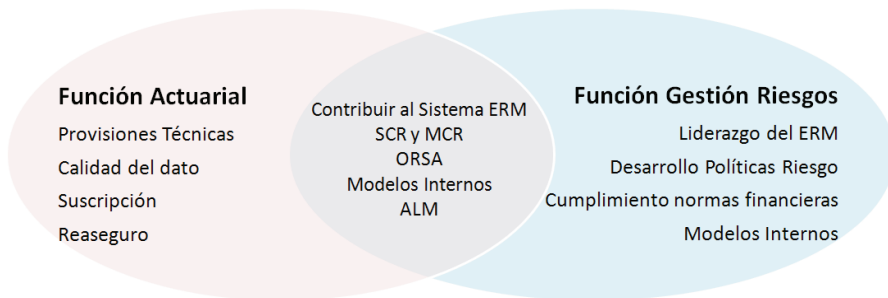 Función Actuarial
Provisiones Técnicas
Calidad del dato
Suscripción
Reaseguro
Contribuir al Sistema ERM
SCR y MCR
ORSA
Modelos Internos
ALM
Función Gestión Riesgos
Liderazgo del ERM
Desarrollo Políticas Riesgo
Cumplimiento normas financieras
Modelos Internos